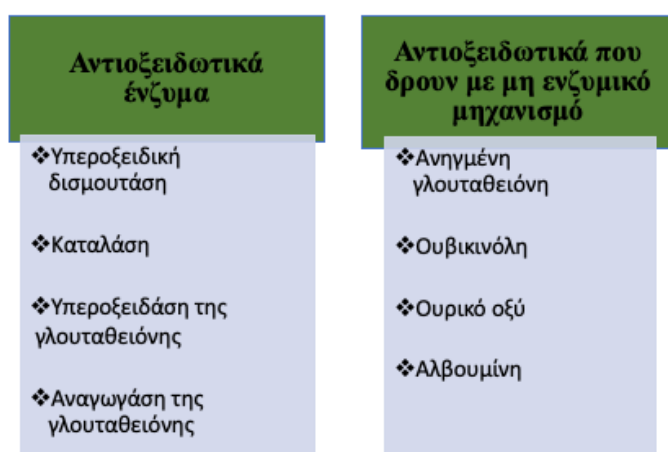 Αντιοξειδωτικά
ένζυμα
❖Υπεροξειδική
δισμουτάση
❖Καταλάση
❖Υπεροξειδάση της
γλουταθειόνης
❖Αναγωγάση της
γλουταθειόνης
Αντιοξειδωτικά που
δρουν με μη ενζυμικό
μηχανισμό
❖Ανηγμένη
γλουταθειόνη
❖Ουβικινόλη
❖Ουρικό οξύ
❖Αλβουμίνη